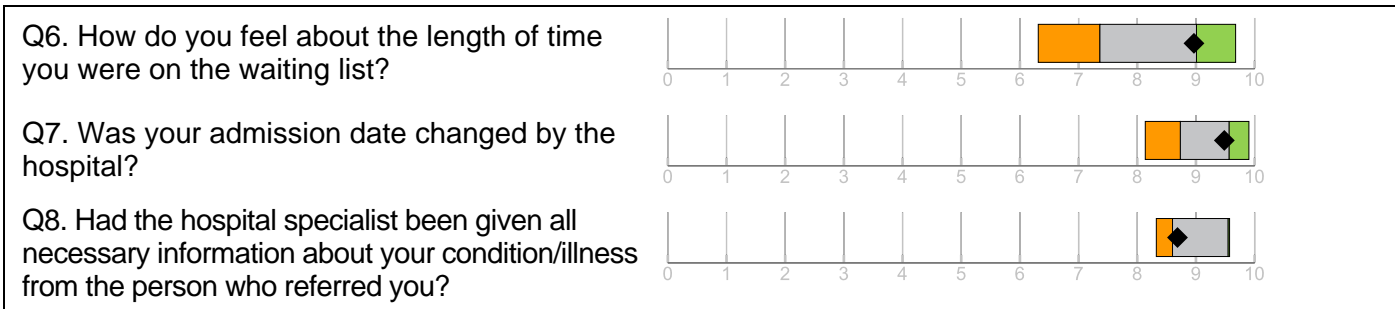 Q6. How do you feel about the length of time
you were on the waiting list?
0 1 2 3 4 5 6 7 8 9 10
Q7. Was your admission date changed by the
hospital?
0 1 2 3 4 5 6 7 8 9 10
Q8. Had the hospital specialist been given all
necessary information about your condition/illness
from the person who referred you?
0 1 2 3 4 5 6 7 8 9 10